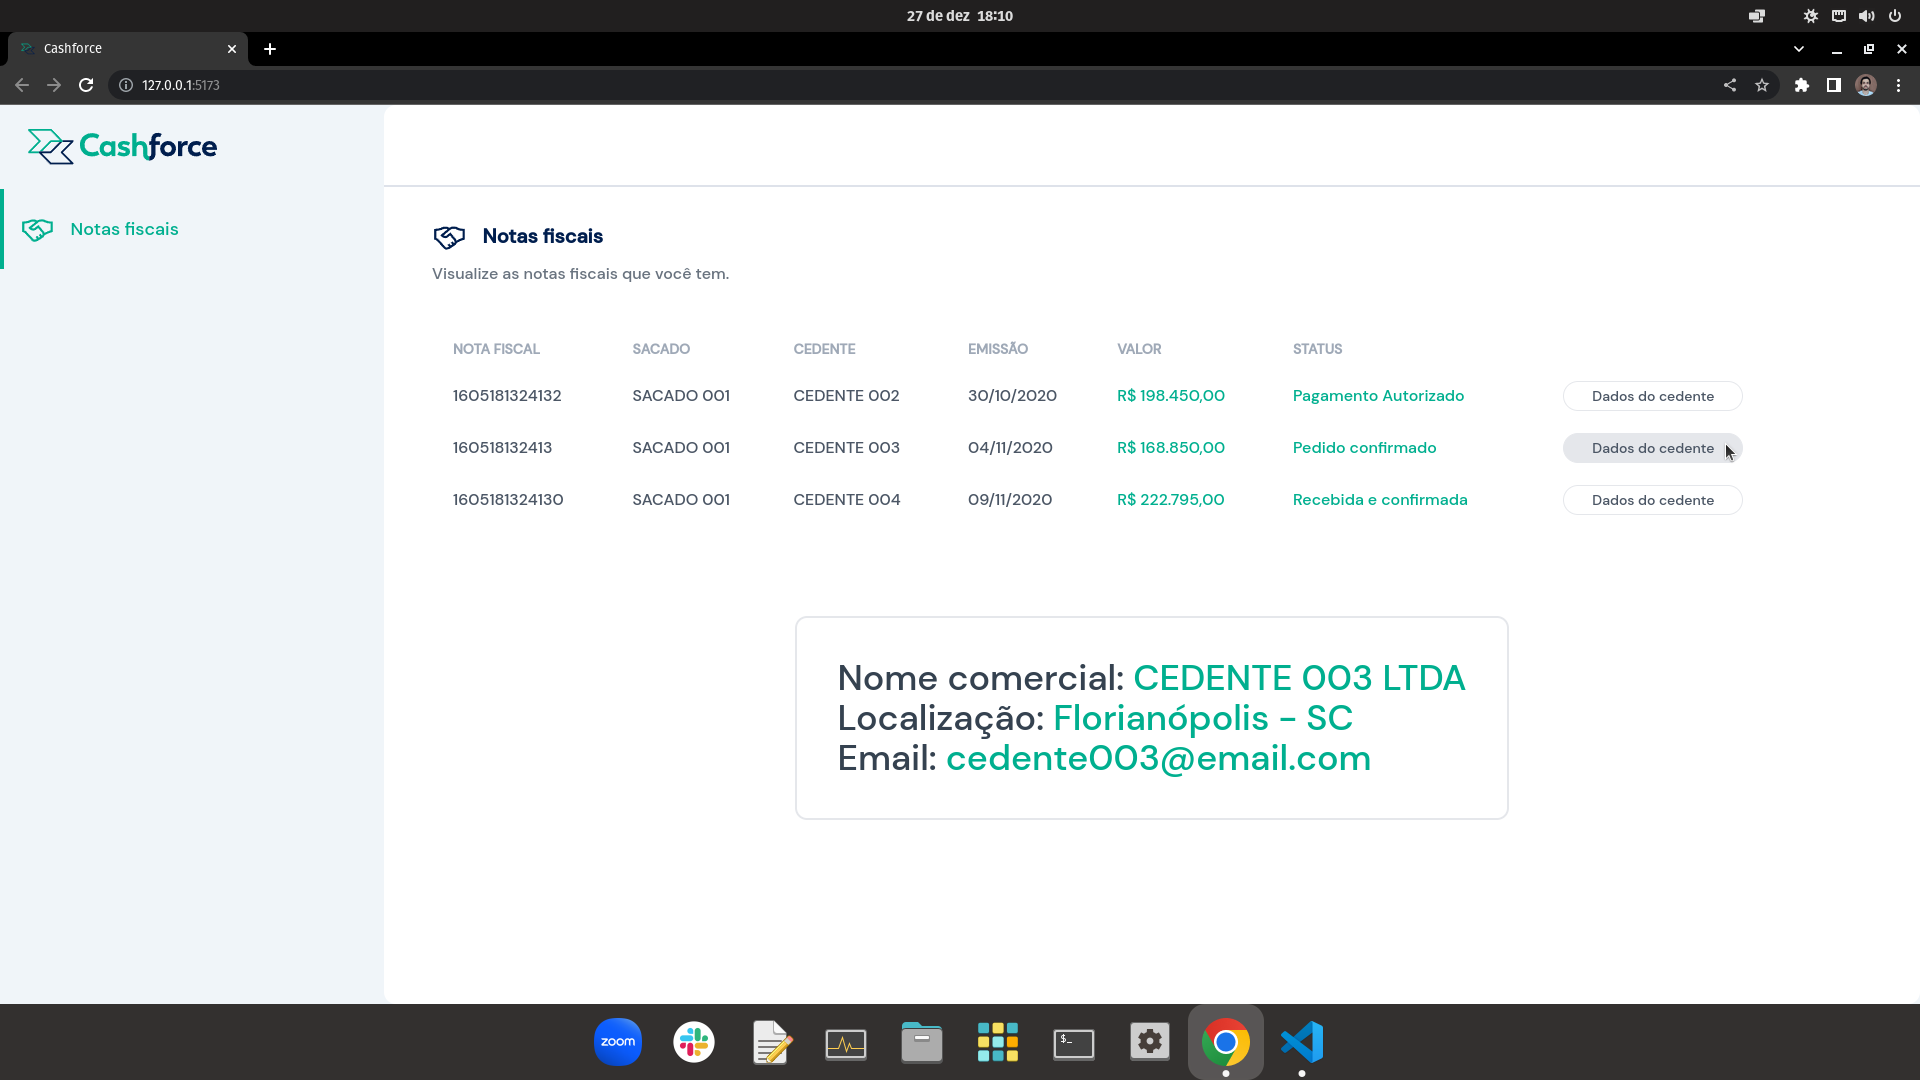 27 de dez 18:10
Cashforce
127.0.0.1:5173
Cashforce
Notas fiscais
Notas fiscais
Visualize as notas fiscais que você tem.
NOTA FISCAL SACADO CEDENTE EMISSÃO VALOR STATUS
1605181324132 SACADO 001 CEDENTE 002 30/10/2020 R$ 198.450,00 Pagamento Autorizado Dados do cedente
160518132413 SACADO 001 CEDENTE 003 04/11/2020 R$ 168.850,00 Pedido confirmado Dados do cedente
1605181324130 SACADO 001 CEDENTE 004 09/11/2020 R$ 222.795,00 Recebida e confirmada Dados do cedente
Nome comercial: CEDENTE 003 LTDA
Localização: Florianópolis - SC
Email: cedente003@email.com
zoom
$_